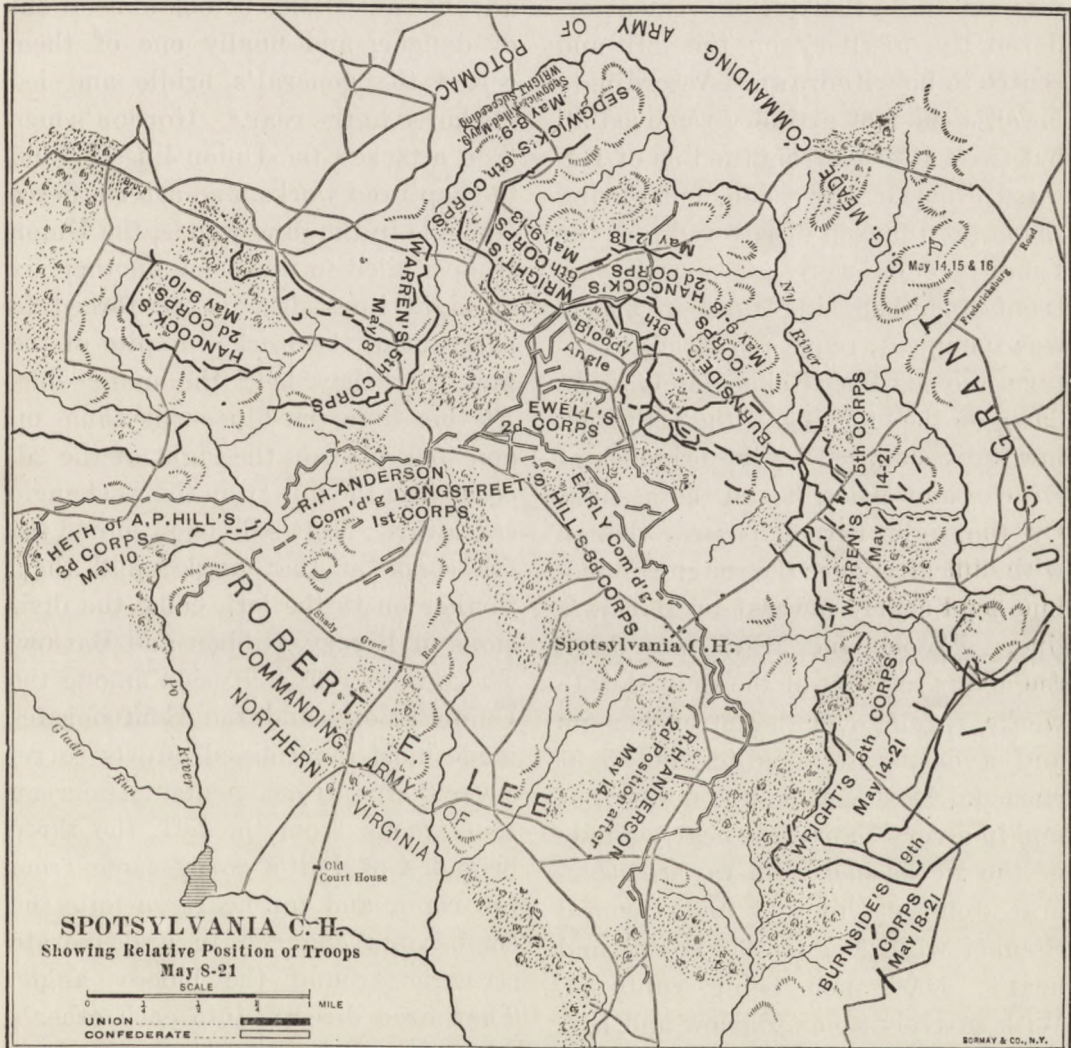 COMMANDING ARMY OF
POTOMAC
SEDGWICK'S 6th CORPS
May 8-9
Sedgwick killed May 9
WRIGHT Succeeding
WRIGHT'S
6th CORPS
May 9-13
May 12-18
HANCOCK'S
2d CORPS
G. G. MEADE
May 14, 15 & 16
Fredericksburg Road
U. S. GRANT
WARREN'S 5th CORPS
May 8
HANCOCK'S
2d CORPS
May 9-10
Ni River
BURNSIDE'S 9th
CORPS
May 9-18
Bloody
Angle
EWELL'S
2d CORPS
WARREN'S 5th CORPS
May 14-21
R.H. ANDERSON
Com'd'g LONGSTREET'S
1st CORPS
EARLY Com'd'g
HILL'S 3d CORPS
HETH of A.P. HILL'S
3d CORPS
May 10
Shady Grove Road
Spotsylvania C.H.
ROBERT E. LEE
COMMANDING ARMY OF
NORTHERN VIRGINIA
R.H. ANDERSON
2d Position after
May 14
WRIGHT'S 6th CORPS
May 14-21
BURNSIDE'S 9th
CORPS
May 18-21
Po River
Glady Run
Old
Court House
SPOTSYLVANIA C. H.
Showing Relative Position of Troops
May 8-21
SCALE
0 1 MILE
UNION
CONFEDERATE
BORMAY & CO., N.Y.